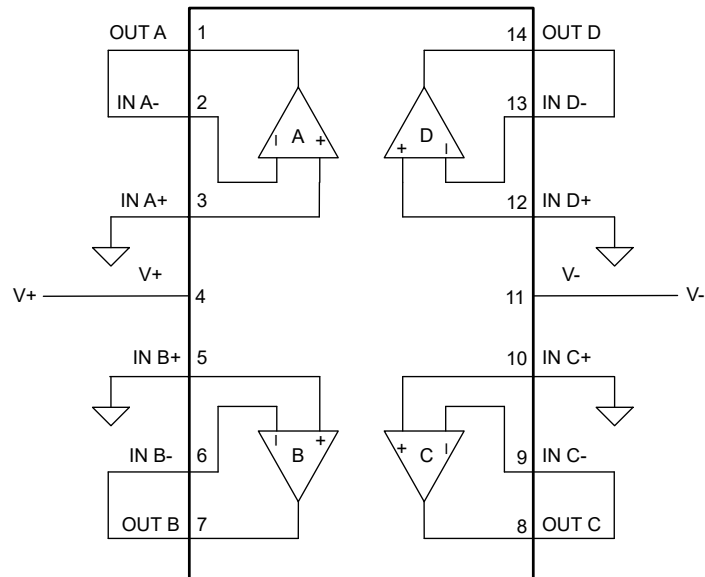 OUT A 1 14 OUT D
IN A- 2 13 IN D-
A D
- + + -
IN A+ 3 12 IN D+
V+ V-
V+ 4 11 V-
IN B+ 5 10 IN C+
- + + -
B C
IN B- 6 9 IN C-
OUT B 7 8 OUT C